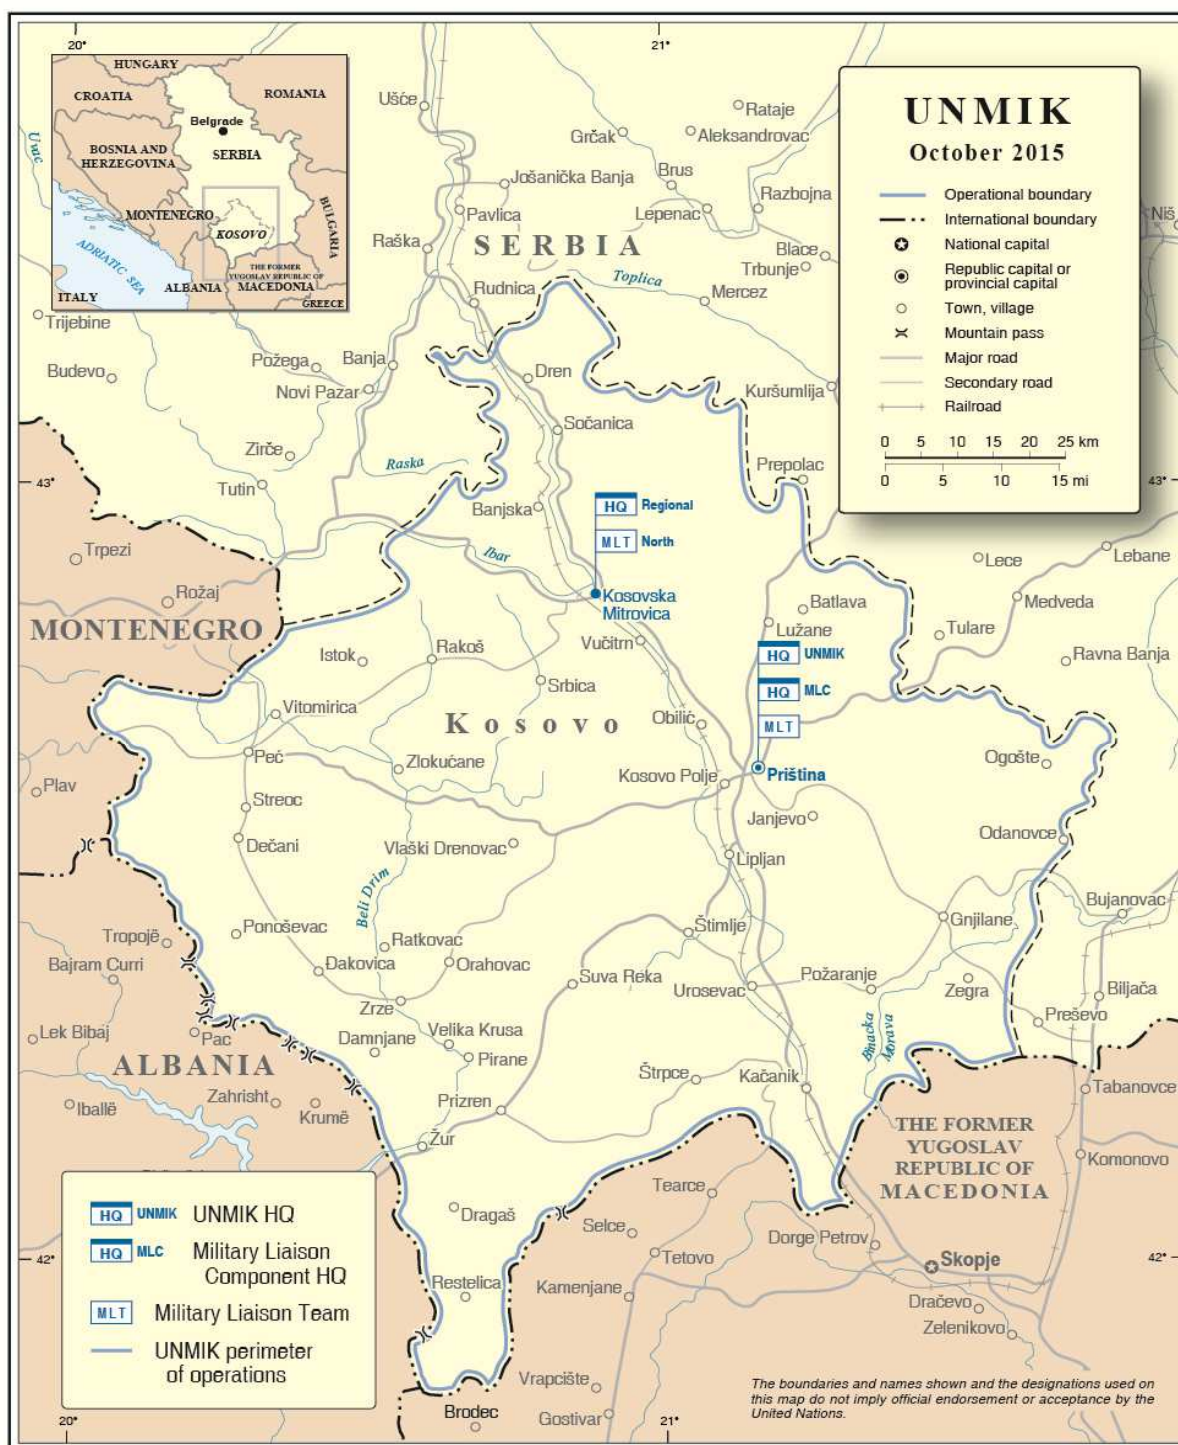 20°
21°
HUNGARY
CROATIA
ROMANIA
Belgrade
BOSNIA AND
HERZEGOVINA
SERBIA
MONTENEGRO
KOSOVO
BULGARIA
ADRIATIC SEA
THE FORMER
YUGOSLAV REPUBLIC OF
MACEDONIA
ALBANIA
ITALY
GREECE
Uvac
UNMIK
October 2015
Operational boundary
International boundary
National capital
Republic capital or
provincial capital
Town, village
Mountain pass
Major road
Secondary road
Railroad
0 5 10 15 20 25 km
0 5 10 15 mi
Ušće
Rataje
Grčak
Aleksandrovac
Brus
Jošanička Banja
Razbojna
Pavlica
Lepenac
Niš
Raška
SERBIA
Blace
Trbunje
Toplica
Mercez
Rudnica
Trijebine
Požega
Banja
Budevo
Dren
Novi Pazar
Kuršumlija
Sočanica
Zirče
Raska
Prepolac
43°
43°
Tutin
Banjska
HQ Regional
MLT North
Ibar
Trpezi
Lece
Lebane
Rožaj
Kosovska
Mitrovica
Batlava
Medveda
MONTENEGRO
Lužane
Vučitrn
Tulare
Istok
Rakoš
HQ UNMIK
Ravna Banja
Srbica
HQ MLC
Vitomirica
Kosovo
Obilić
MLT
Peć
Zlokućane
Ogošte
Kosovo Polje
Priština
Plav
Streoc
Janjevo
Odanovce
Dečani
Vlaški Drenovac
Lipljan
Beli Drim
Bujanovac
Gnjilane
Ponoševac
Štimlje
Tropojë
Ratkovac
Bajram Curri
Đakovica
Orahovac
Suva Reka
Urosevac
Požaranje
Zegra
Biljača
Zrze
Preševo
Lek Bibaj
Pac
Damnjane
Velika Krusa
Binacka
Morava
Pirane
ALBANIA
Štrpce
Kačanik
Tabanovce
Iballë
Zahrisht
Krumë
Prizren
Žur
THE FORMER
YUGOSLAV
REPUBLIC OF
MACEDONIA
Komonovo
HQ UNMIK UNMIK HQ
HQ MLC Military Liaison
Component HQ
MLT Military Liaison Team
UNMIK perimeter
of operations
Tearce
Dragaš
Selce
Dorge Petrov
42°
42°
Tetovo
Skopje
Restelica
Kamenjane
Dračevo
Zelenikovo
Vrapcište
Brodec
Gostivar
The boundaries and names shown and the designations used on
this map do not imply official endorsement or acceptance by the
United Nations.
20°
21°